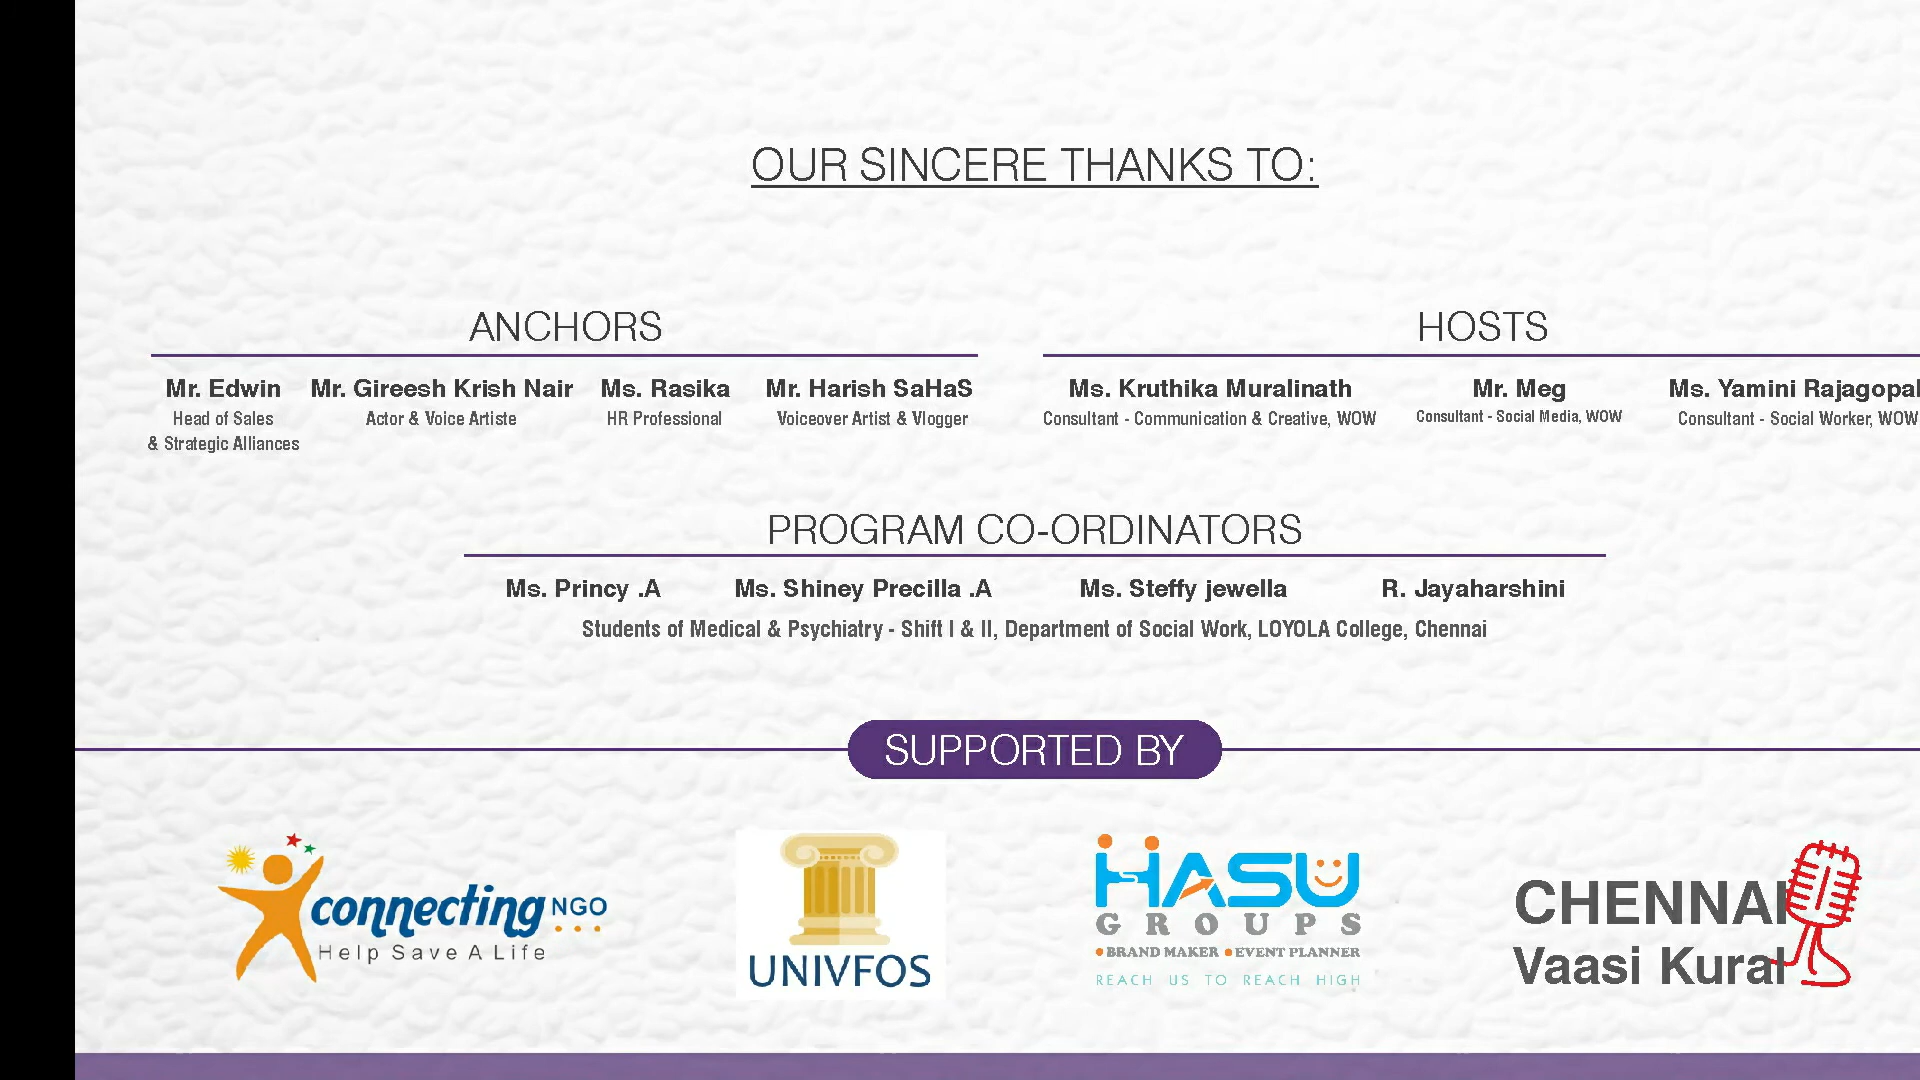 OUR SINCERE THANKS TO:
ANCHORS
Mr. Edwin
Head of Sales
& Strategic Alliances
Mr. Gireesh Krish Nair
Actor & Voice Artiste
Ms. Rasika
HR Professional
Mr. Harish SaHaS
Voiceover Artist & Vlogger
HOSTS
Ms. Kruthika Muralinath
Consultant - Communication & Creative, WOW
Mr. Meg
Consultant - Social Media, WOW
Ms. Yamini Rajagopal
Consultant - Social Worker, WOW
PROGRAM CO-ORDINATORS
Ms. Princy .A Ms. Shiney Precilla .A Ms. Steffy jewella R. Jayaharshini
Students of Medical & Psychiatry - Shift I & II, Department of Social Work, LOYOLA College, Chennai
SUPPORTED BY
connecting NGO
Help Save A Life
UNIVFOS
HASU
GROUPS
BRAND MAKER EVENT PLANNER
REACH US TO REACH HIGH
CHENNAI
Vaasi Kural